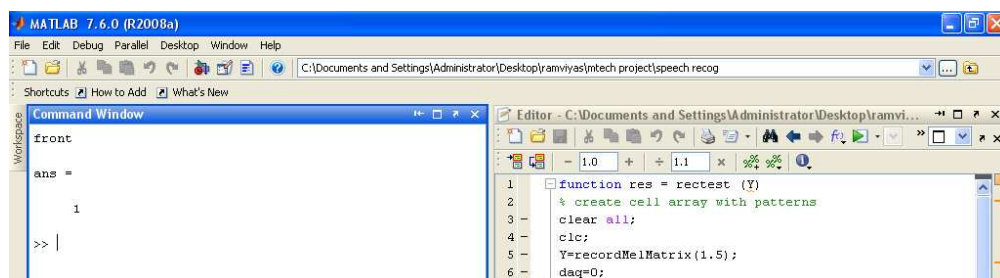 MATLAB 7.6.0 (R2008a)
File Edit Debug Parallel Desktop Window Help
C:\Documents and Settings\Administrator\Desktop\ramviyas\mtech project\speech recog
Shortcuts How to Add What's New
Workspace
Command Window
front
ans =
1
>>
Editor - C:\Documents and Settings\Administrator\Desktop\ramvi...
- 1.0 + ÷ 1.1 ×
1 function res = rectest (Y)
2 % create cell array with patterns
3 - clear all;
4 - clc;
5 - Y=recordMelMatrix(1.5);
6 - daq=0;